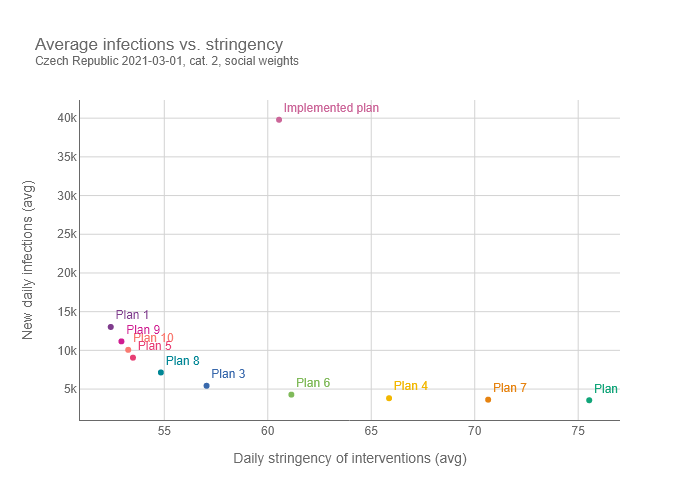 Average infections vs. stringency
Czech Republic 2021-03-01, cat. 2, social weights
Implemented plan
40k
35k
30k
25k
20k
15k
10k
5k
Plan 1
Plan 9
Plan 10
Plan 5
Plan 8
Plan 3
Plan 6
Plan 4
Plan 7
Plan
55
60
65
70
75
New daily infections (avg)
Daily stringency of interventions (avg)